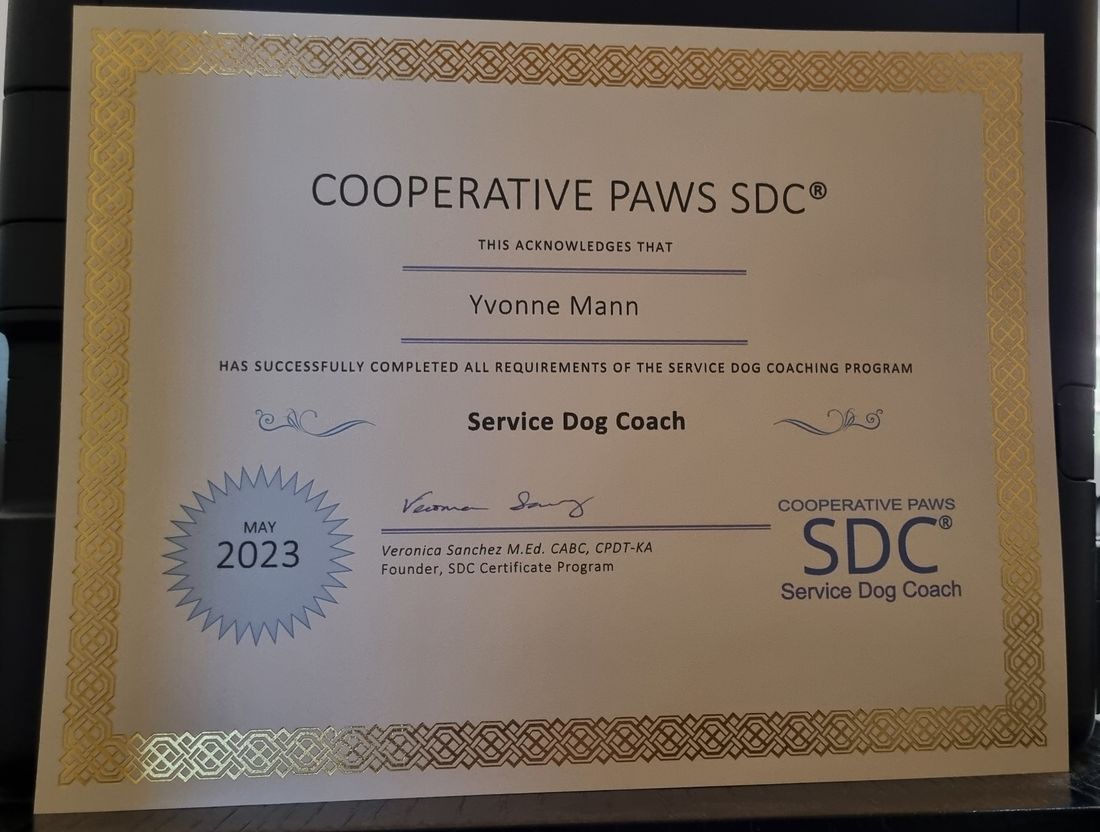 COOPERATIVE PAWS SDC®
THIS ACKNOWLEDGES THAT
Yvonne Mann
HAS SUCCESSFULLY COMPLETED ALL REQUIREMENTS OF THE SERVICE DOG COACHING PROGRAM
Service Dog Coach
MAY
2023
Veronica Sanchez M.Ed. CABC, CPDT-KA
Founder, SDC Certificate Program
COOPERATIVE PAWS
SDC®
Service Dog Coach